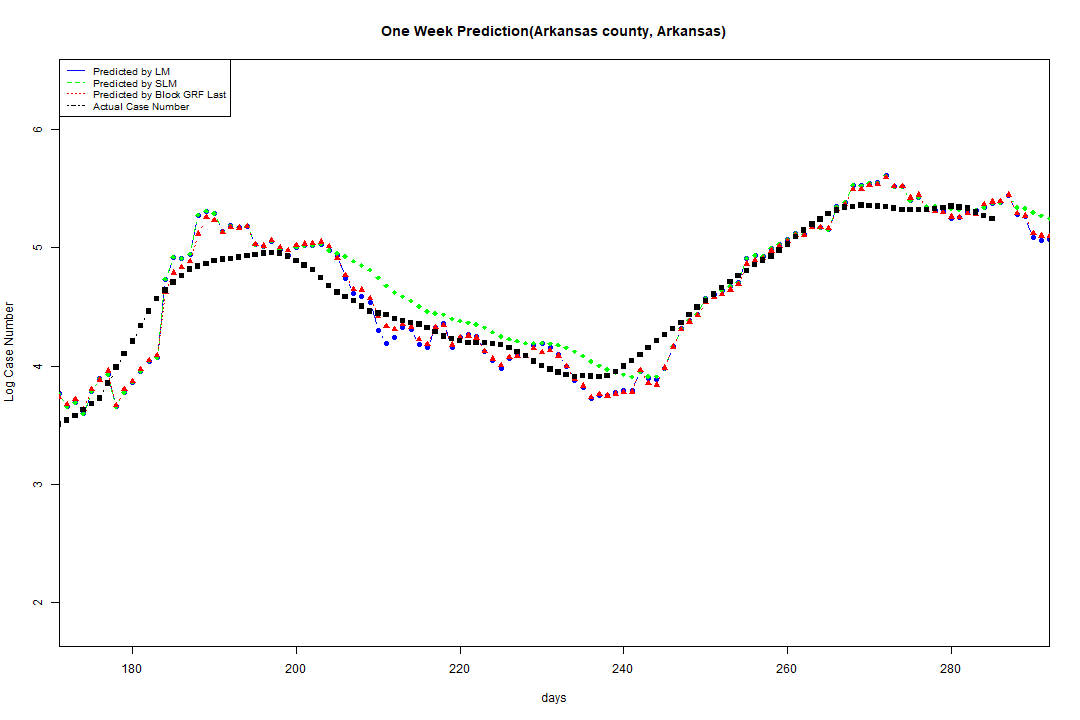 One Week Prediction(Arkansas county, Arkansas)
Predicted by LM
Predicted by SLM
Predicted by Block GRF Last
Actual Case Number
6
5
4
3
2
Log Case Number
180 200 220 240 260 280
days